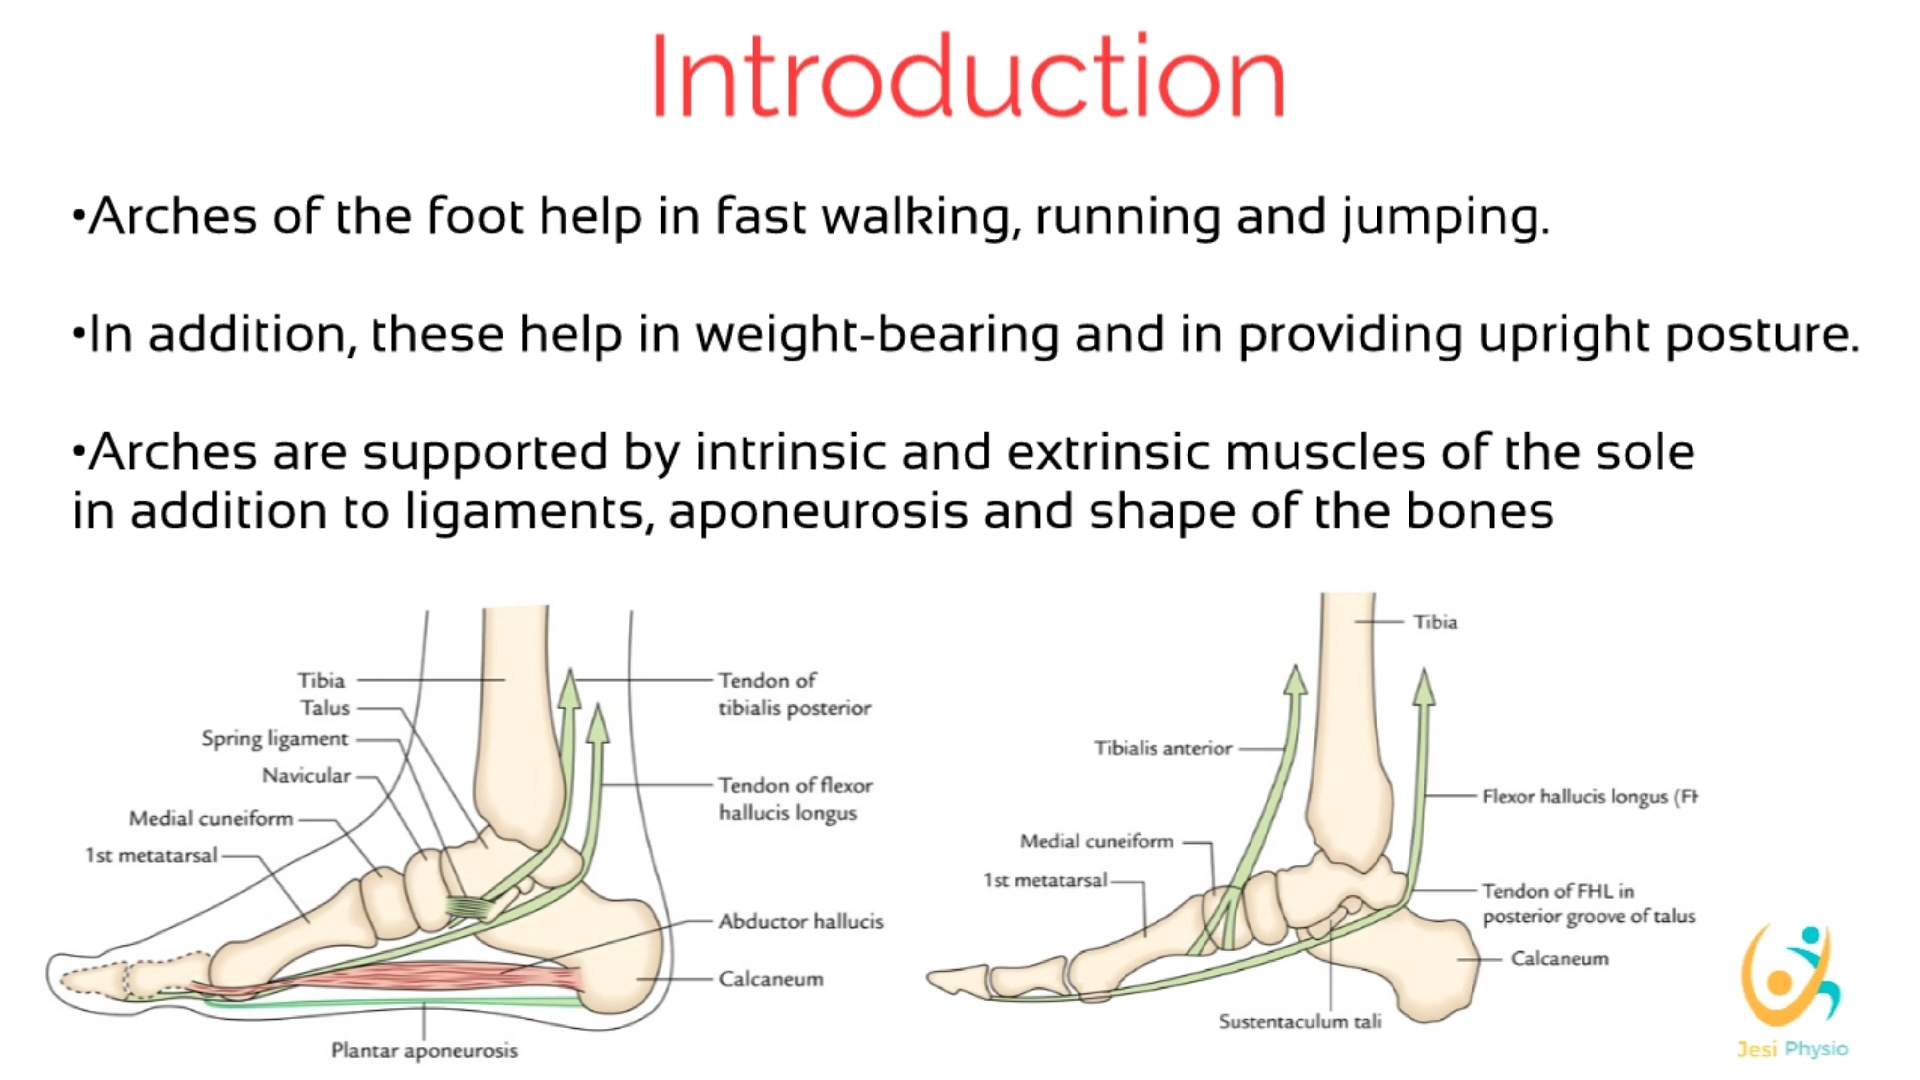 Introduction
•Arches of the foot help in fast walking, running and jumping.
•In addition, these help in weight-bearing and in providing upright posture.
•Arches are supported by intrinsic and extrinsic muscles of the sole
in addition to ligaments, aponeurosis and shape of the bones
Tibia
Talus
Spring ligament
Navicular
Medial cuneiform
1st metatarsal
Tendon of
tibialis posterior
Tendon of flexor
hallucis longus
Abductor hallucis
Calcaneum
Plantar aponeurosis
Tibia
Tibialis anterior
Medial cuneiform
1st metatarsal
Flexor hallucis longus
Tendon of FHL in
posterior groove of talus
Calcaneum
Sustentaculum tali
Jesi Physio